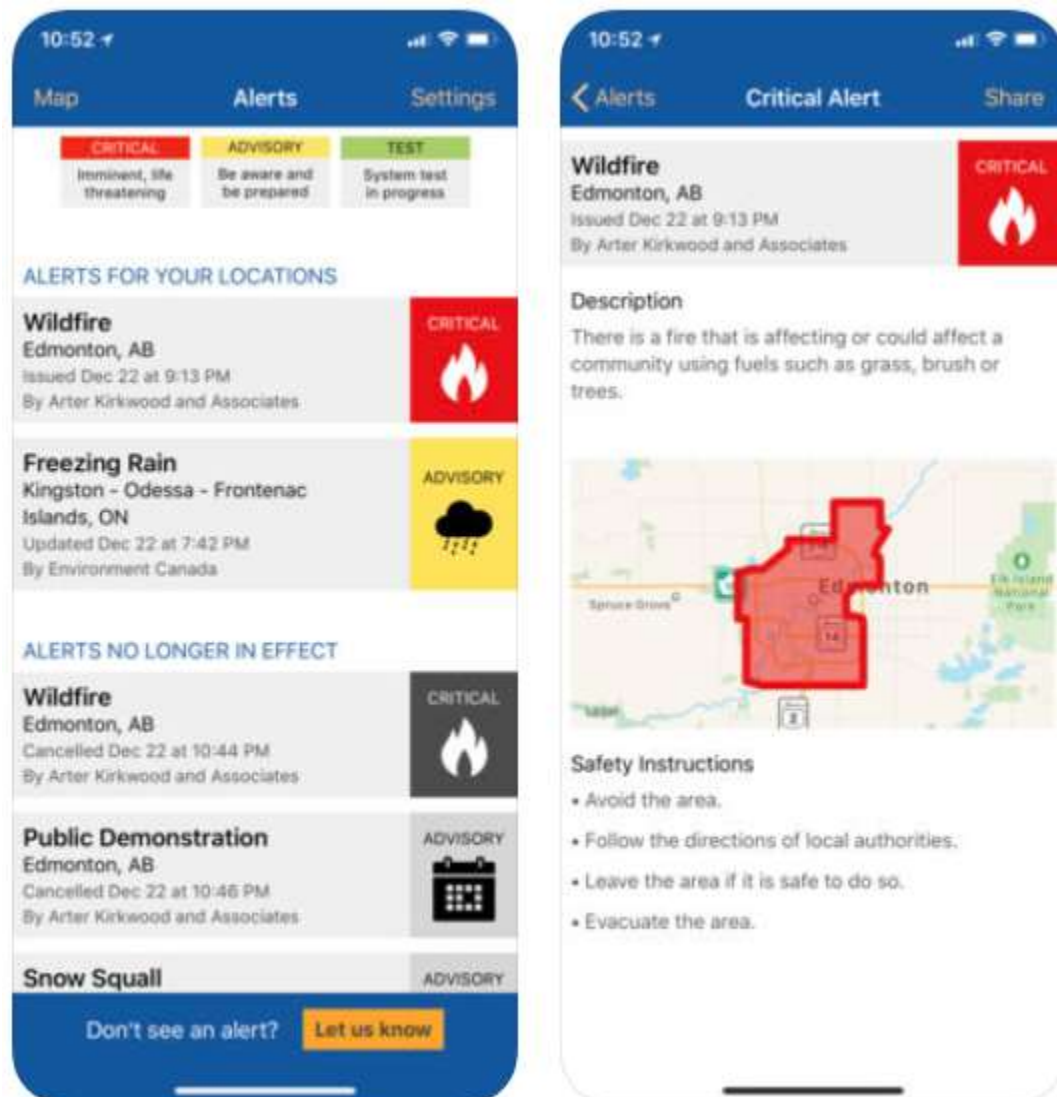 10:52
Map Alerts Settings
CRITICAL
Imminent, life
threatening
ADVISORY
Be aware and
be prepared
TEST
System test
in progress
ALERTS FOR YOUR LOCATIONS
Wildfire
Edmonton, AB
Issued Dec 22 at 9:13 PM
By Arter Kirkwood and Associates
CRITICAL
Freezing Rain
Kingston - Odessa - Frontenac
Islands, ON
Updated Dec 22 at 7:42 PM
By Environment Canada
ADVISORY
ALERTS NO LONGER IN EFFECT
Wildfire
Edmonton, AB
Cancelled Dec 22 at 10:44 PM
By Arter Kirkwood and Associates
CRITICAL
Public Demonstration
Edmonton, AB
Cancelled Dec 22 at 10:46 PM
By Arter Kirkwood and Associates
ADVISORY
Snow Squall
ADVISORY
Don't see an alert? Let us know
10:52
Alerts Critical Alert Share
Wildfire
Edmonton, AB
Issued Dec 22 at 9:13 PM
By Arter Kirkwood and Associates
CRITICAL
Description
There is a fire that is affecting or could affect a
community using fuels such as grass, brush or
trees.
Edmonton
Spruce Grove
Elk Island
National
Park
14
2
Safety Instructions
• Avoid the area.
• Follow the directions of local authorities.
• Leave the area if it is safe to do so.
• Evacuate the area.